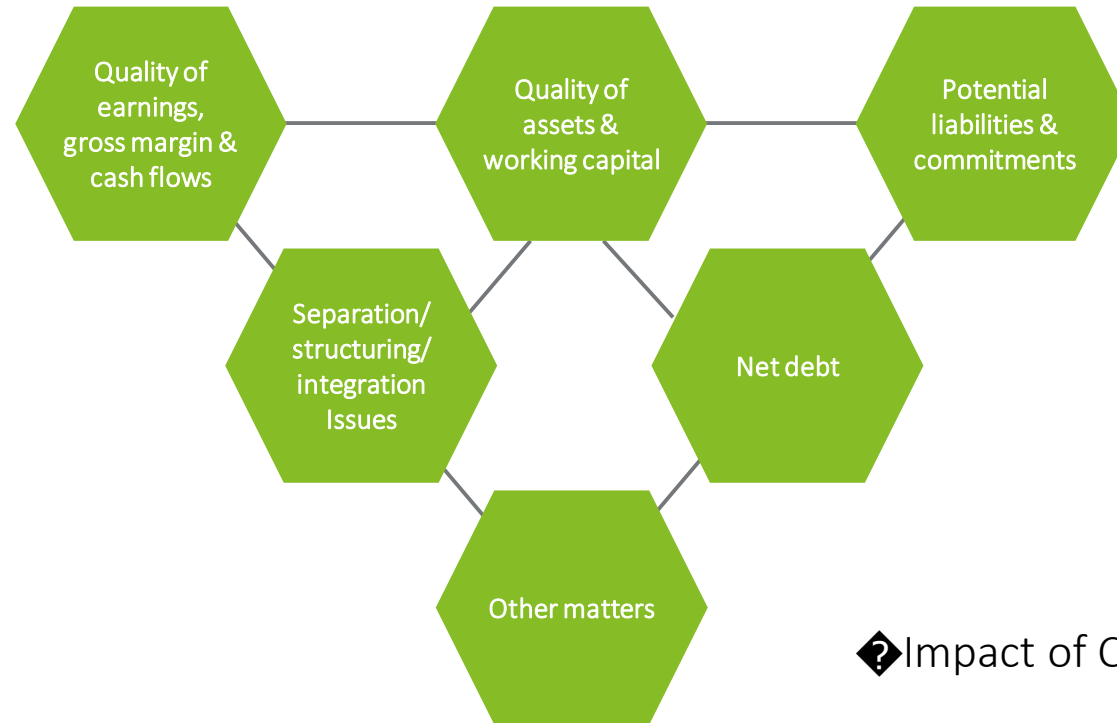 Quality of
earnings,
gross margin &
cash flows
Quality of
assets &
working capital
Potential
liabilities &
commitments
Separation/
structuring/
integration
Issues
Net debt
Other matters
�Impact of